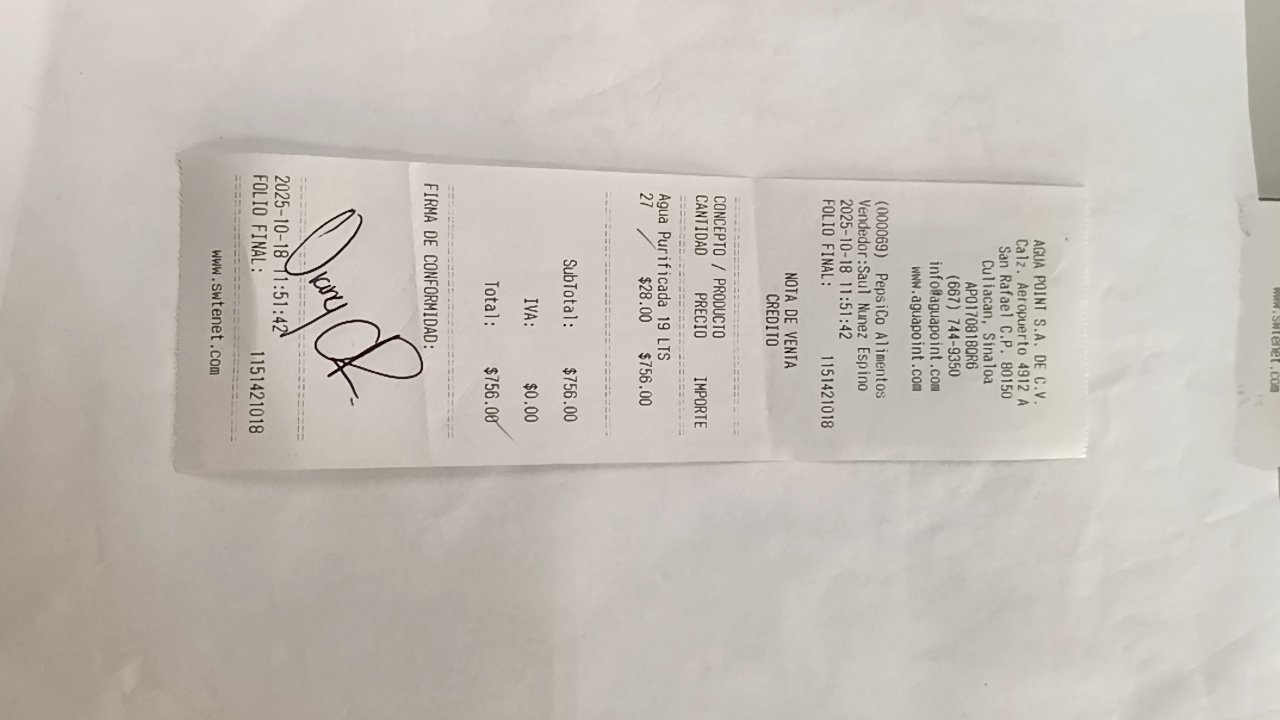 AGUA POINT S.A. DE C.V.
Calz. Aeropuerto 4912 A
San Rafael C.P. 80150
Culiacan, Sinaloa
APO170818QR6
(667) 744-9350
info@aguapoint.com
www.aguapoint.com
(000069) PepsiCo Alimentos
Vendedor:Saul Nunez Espino
2025-10-18 11:51:42
FOLIO FINAL: 1151421018
NOTA DE VENTA
CREDITO
CONCEPTO / PRODUCTO
CANTIDAD PRECIO IMPORTE
Agua Purificada 19 LTS
27 $28.00 $756.00
SubTotal: $756.00
IVA: $0.00
Total: $756.00
FIRMA DE CONFORMIDAD:
2025-10-18 11:51:42
FOLIO FINAL: 1151421018
www.swtenet.com
www.swtenet.com